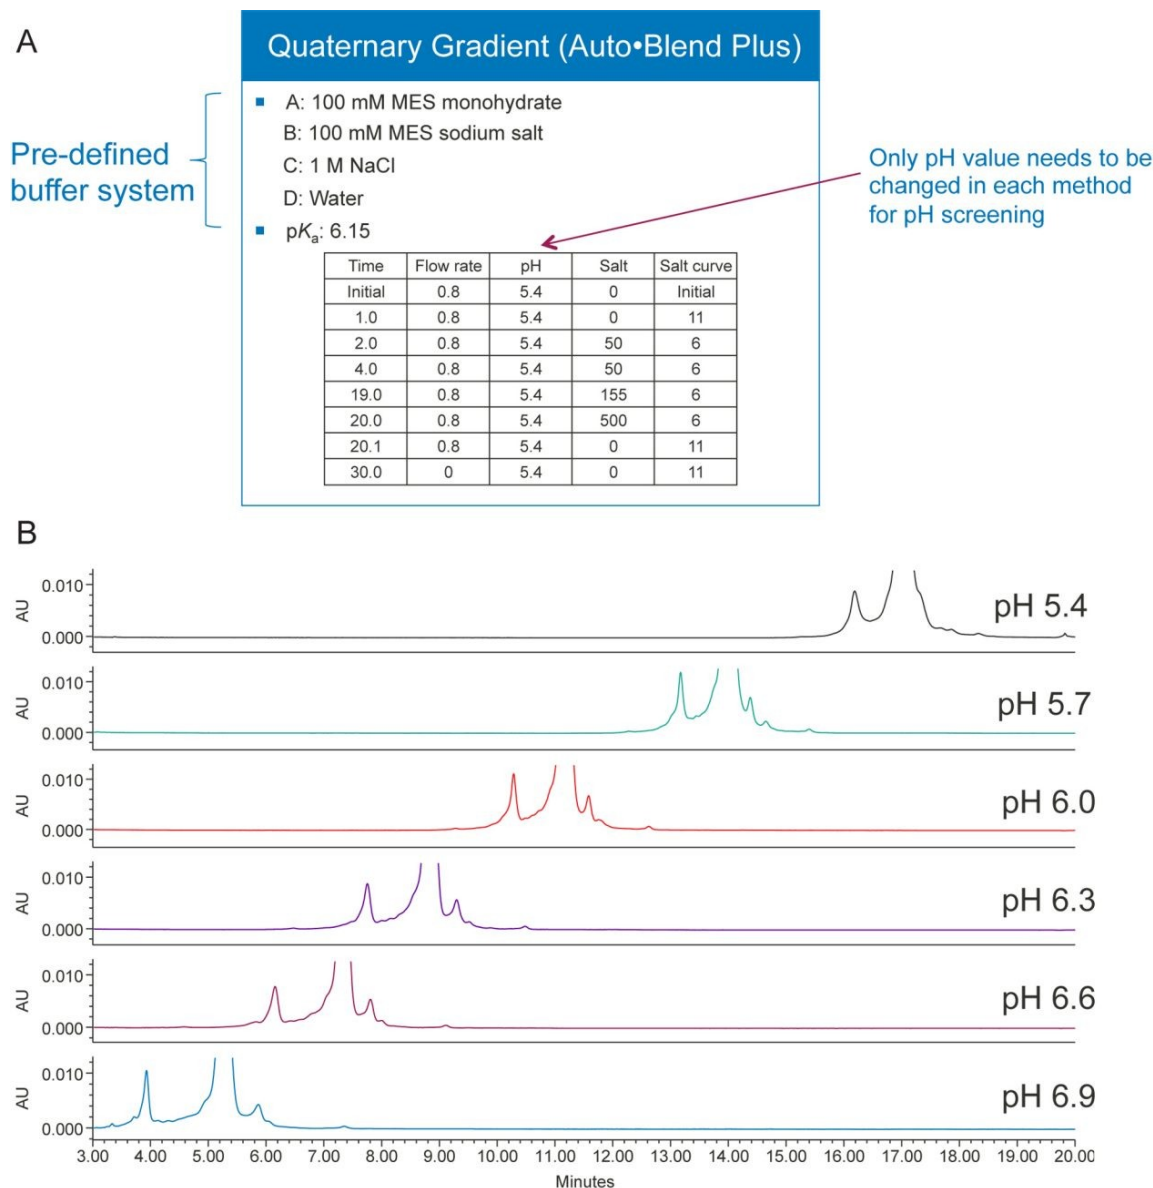 A
Quaternary Gradient (Auto•Blend Plus)
Pre-defined
buffer system
■ A: 100 mM MES monohydrate
B: 100 mM MES sodium salt
C: 1 M NaCl
D: Water
■ pKa: 6.15
Only pH value needs to be
changed in each method
for pH screening
Time Flow rate pH Salt Salt curve
Initial 0.8 5.4 0 Initial
1.0 0.8 5.4 0 11
2.0 0.8 5.4 50 6
4.0 0.8 5.4 50 6
19.0 0.8 5.4 155 6
20.0 0.8 5.4 500 6
20.1 0.8 5.4 0 11
30.0 0 5.4 0 11
B
AU 0.010 0.000 pH 5.4
AU 0.010 0.000 pH 5.7
AU 0.010 0.000 pH 6.0
AU 0.010 0.000 pH 6.3
AU 0.010 0.000 pH 6.6
AU 0.010 0.000 pH 6.9
3.00 4.00 5.00 6.00 7.00 8.00 9.00 10.00 11.00 12.00 13.00 14.00 15.00 16.00 17.00 18.00 19.00 20.00
Minutes